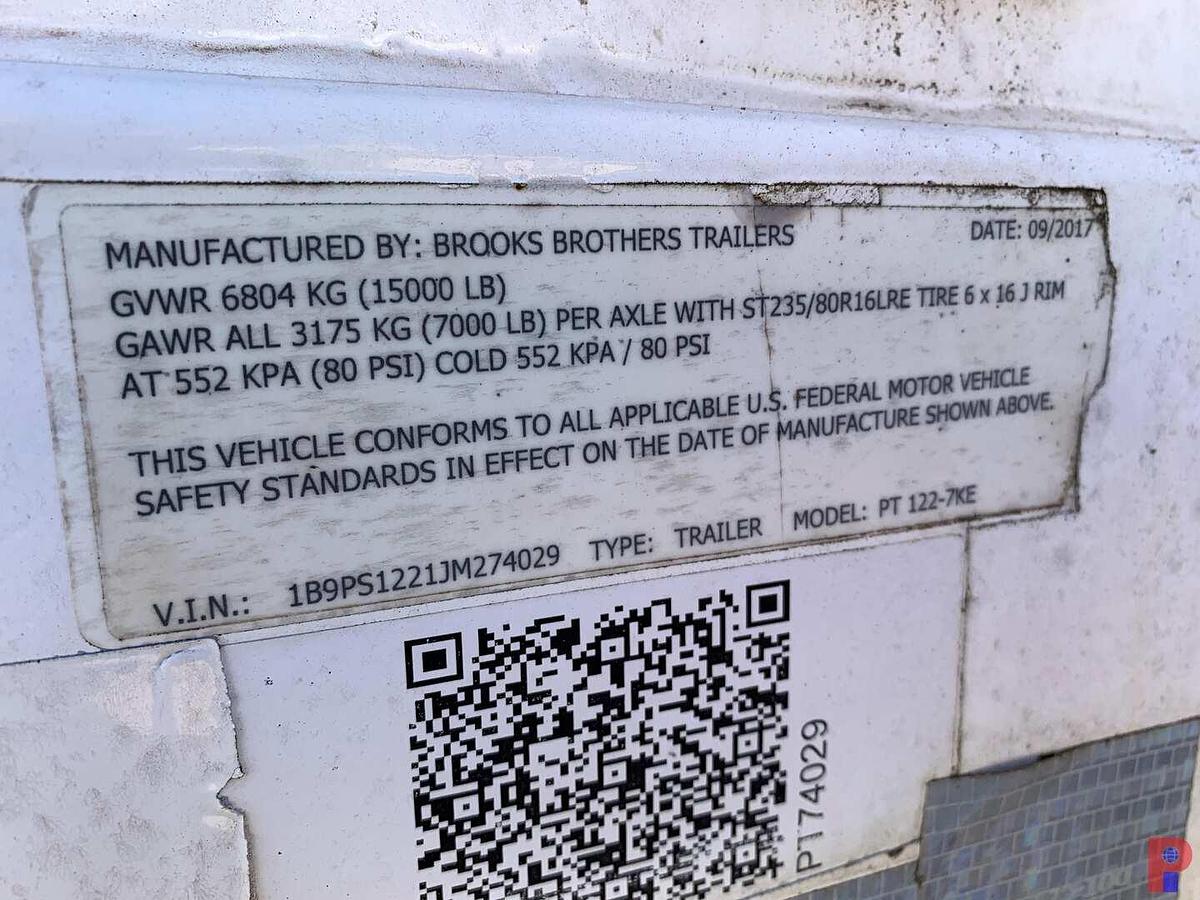 MANUFACTURED BY: BROOKS BROTHERS TRAILERS DATE: 09/2017
GVWR 6804 KG (15000 LB)
GAWR ALL 3175 KG (7000 LB) PER AXLE WITH ST235/80R16LRE TIRE 6 x 16 J RIM
AT 552 KPA (80 PSI) COLD 552 KPA / 80 PSI
THIS VEHICLE CONFORMS TO ALL APPLICABLE U.S. FEDERAL MOTOR VEHICLE
SAFETY STANDARDS IN EFFECT ON THE DATE OF MANUFACTURE SHOWN ABOVE.
V.I.N.: 1B9PS1221JM274029 TYPE: TRAILER MODEL: PT 122-7KE
PT74029